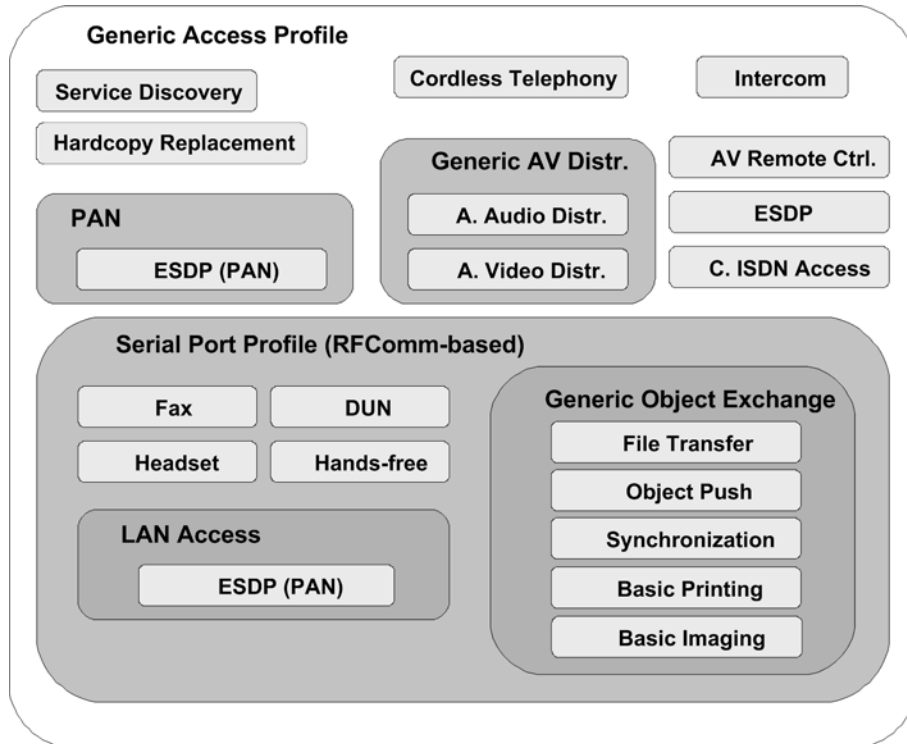 Generic Access Profile
Service Discovery
Cordless Telephony
Intercom
Hardcopy Replacement
Generic AV Distr.
A. Audio Distr.
A. Video Distr.
AV Remote Ctrl.
ESDP
C. ISDN Access
PAN
ESDP (PAN)
Serial Port Profile (RFComm-based)
Fax
DUN
Headset
Hands-free
LAN Access
ESDP (PAN)
Generic Object Exchange
File Transfer
Object Push
Synchronization
Basic Printing
Basic Imaging